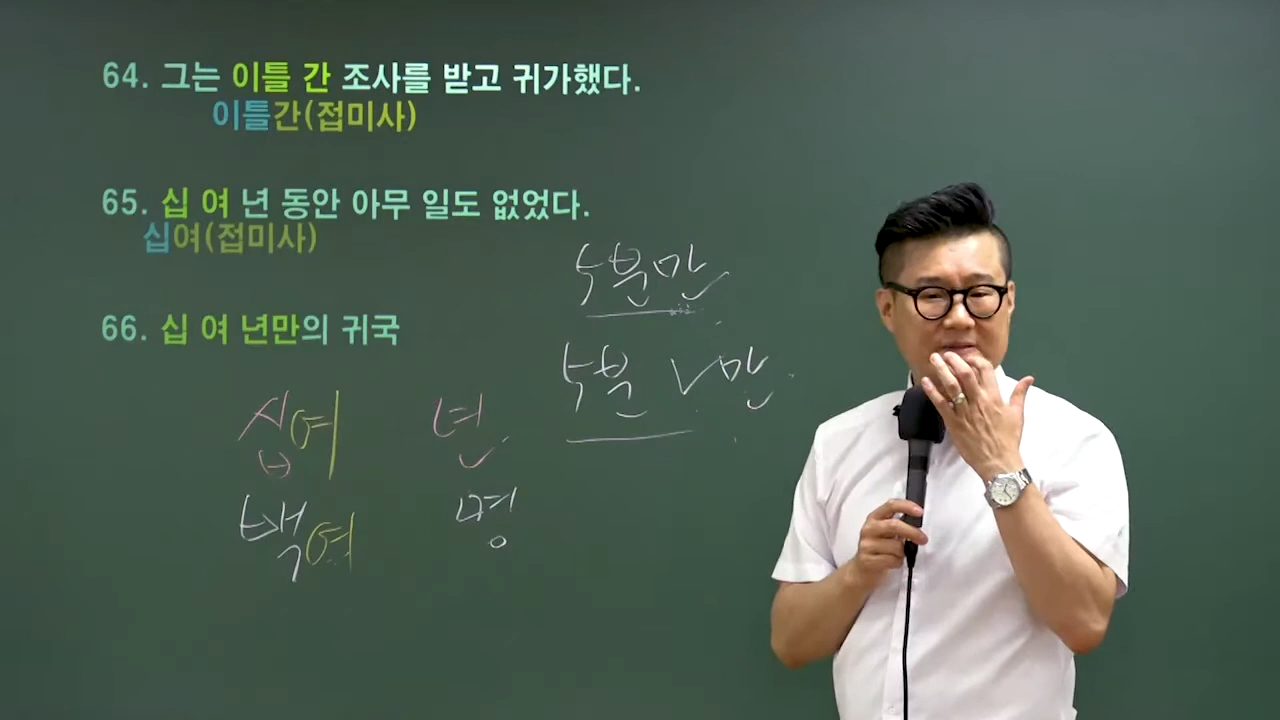 64. 그는 이틀 간 조사를 받고 귀가했다.
이틀간(접미사)
65. 십 여 년 동안 아무 일도 없었다.
십여(접미사)
66. 십 여 년만의 귀국
5분만
5분 ∨만
십여 년
백여 명